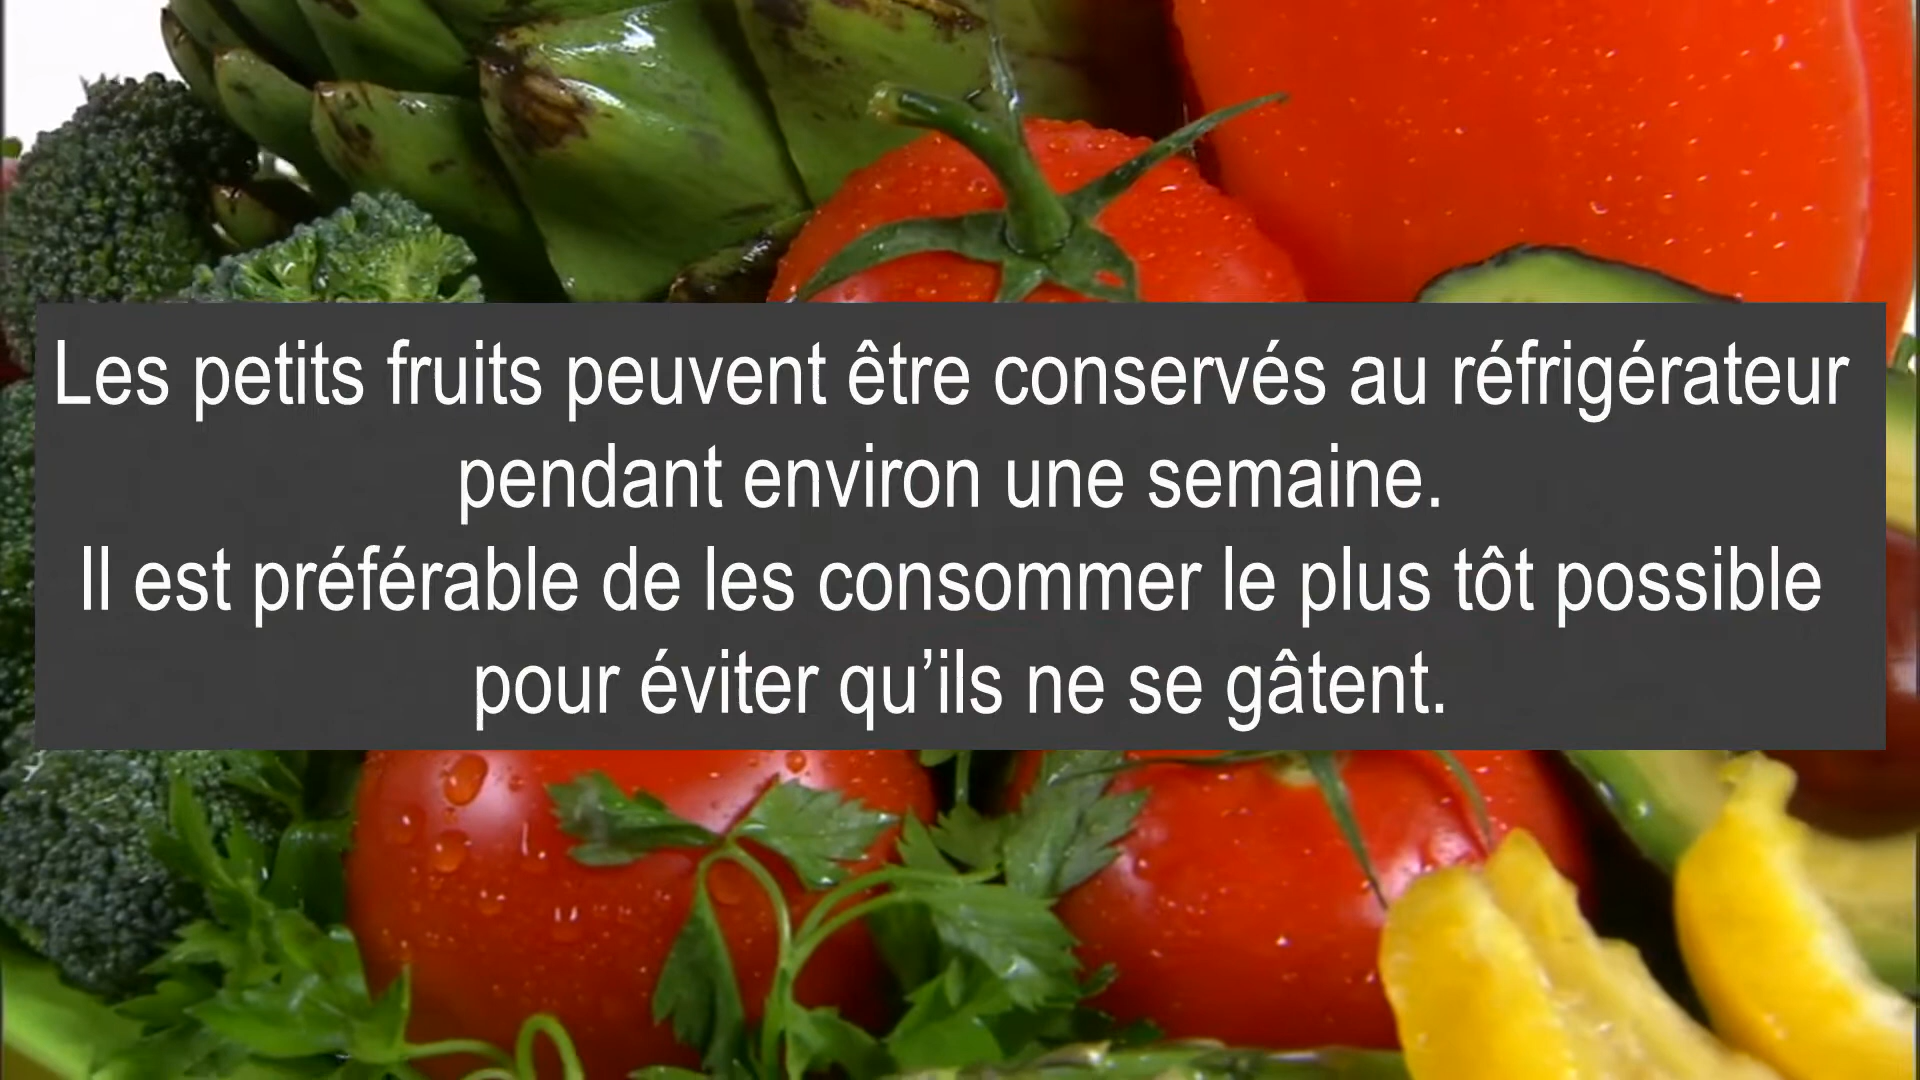 Les petits fruits peuvent être conservés au réfrigérateur
pendant environ une semaine.
Il est préférable de les consommer le plus tôt possible
pour éviter qu’ils ne se gâtent.